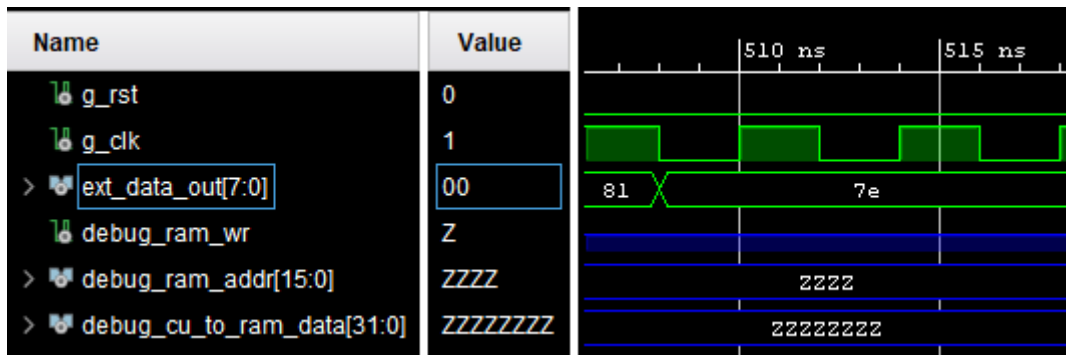 Name Value 510 ns 515 ns
g_rst 0
g_clk 1
ext_data_out[7:0] 00 81 7e
debug_ram_wr Z
debug_ram_addr[15:0] ZZZZ ZZZZ
debug_cu_to_ram_data[31:0] ZZZZZZZZ ZZZZZZZZ